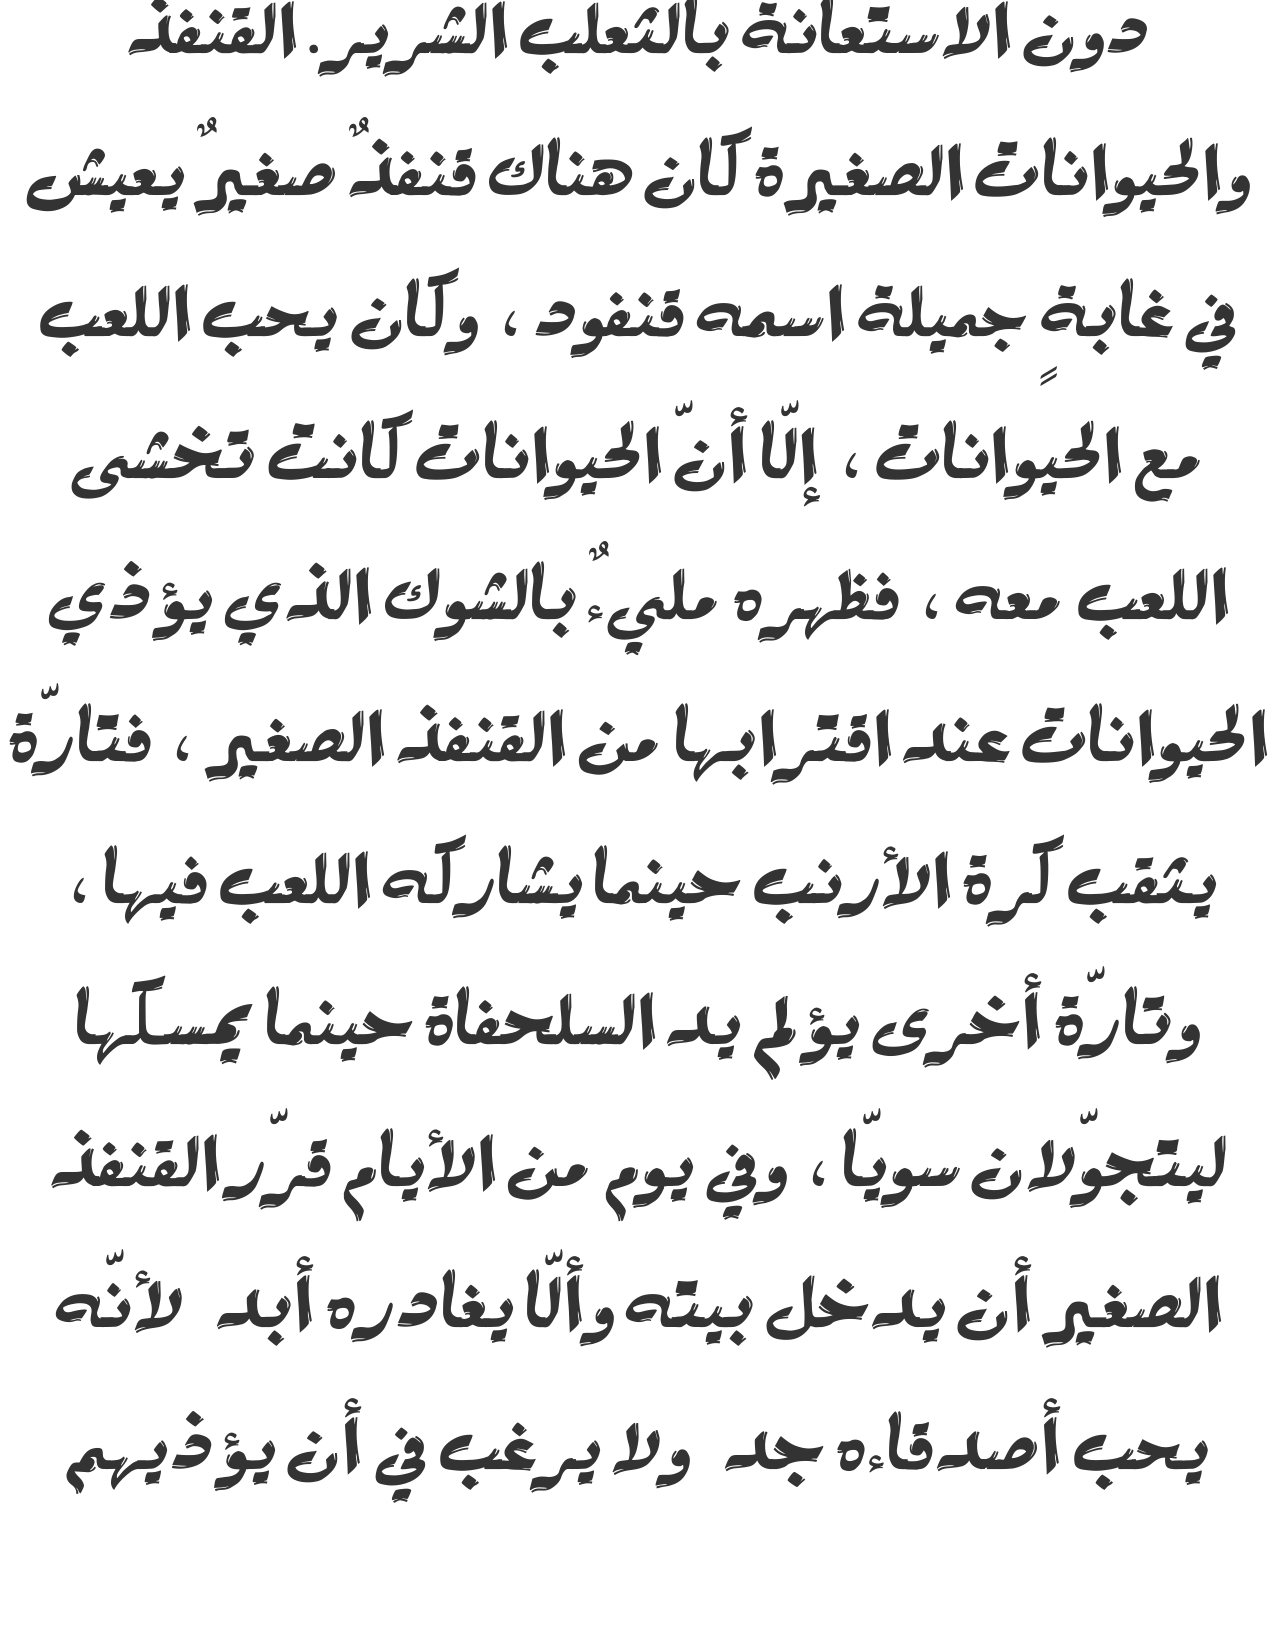 دون الاستعانة بالثعلب الشرير. القنفذ
والحيوانات الصغيرة كان هناك قنفذٌ صغيرٌ يعيش
في غابةٍ جميلة اسمه قنفود ، وكان يحب اللعب
مع الحيوانات ، إلّا أنّ الحيوانات كانت تخشى
اللعب معه ، فظهره مليءٌ بالشوك الذي يؤذي
الحيوانات عند اقترابها من القنفذ الصغير ، فتارّة
يثقب كرة الأرنب حينما يشاركه اللعب فيها ،
وتارّة أخرى يؤلم يد السلحفاة حينما يمسكها
ليتجوّلان سويّا ، وفي يوم من الأيام قرّر القنفذ
الصغير أن يدخل بيته وألّا يغادره أبد لأنّه
يحب أصدقاءه جد ولا يرغب في أن يؤذيهم